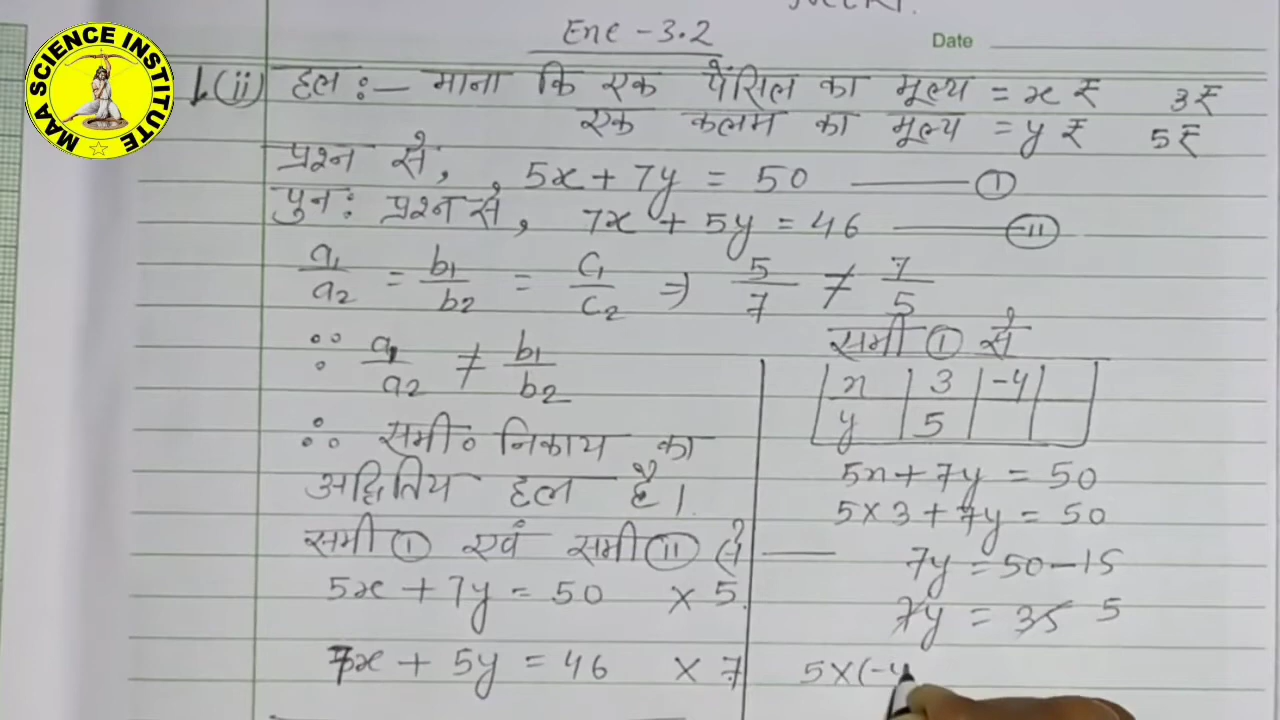 MAA SCIENCE INSTITUTE
Exe - 3.2
Date
1.(ii) हल :- माना कि एक पेंसिल का मूल्य = x ₹ 3₹
एक कलम का मूल्य = y ₹ 5₹
प्रश्न से, 5x + 7y = 50 ——— (I)
पुन: प्रश्न से, 7x + 5y = 46 ——— (II)
a₁/a₂ = b₁/b₂ = c₁/c₂ ⇒ 5/7 ≠ 7/5
∵ a₁/a₂ ≠ b₁/b₂
∴ समी० निकाय का
अद्वितिय हल है।
समी (I) एवं समी (II) से ——
5x + 7y = 50 × 5
7x + 5y = 46 × 7
समी (I) से
x | 3 | -4
y | 5
5x + 7y = 50
5 × 3 + 7y = 50
7y = 50 - 15
7y = 35 5
5 × (-4